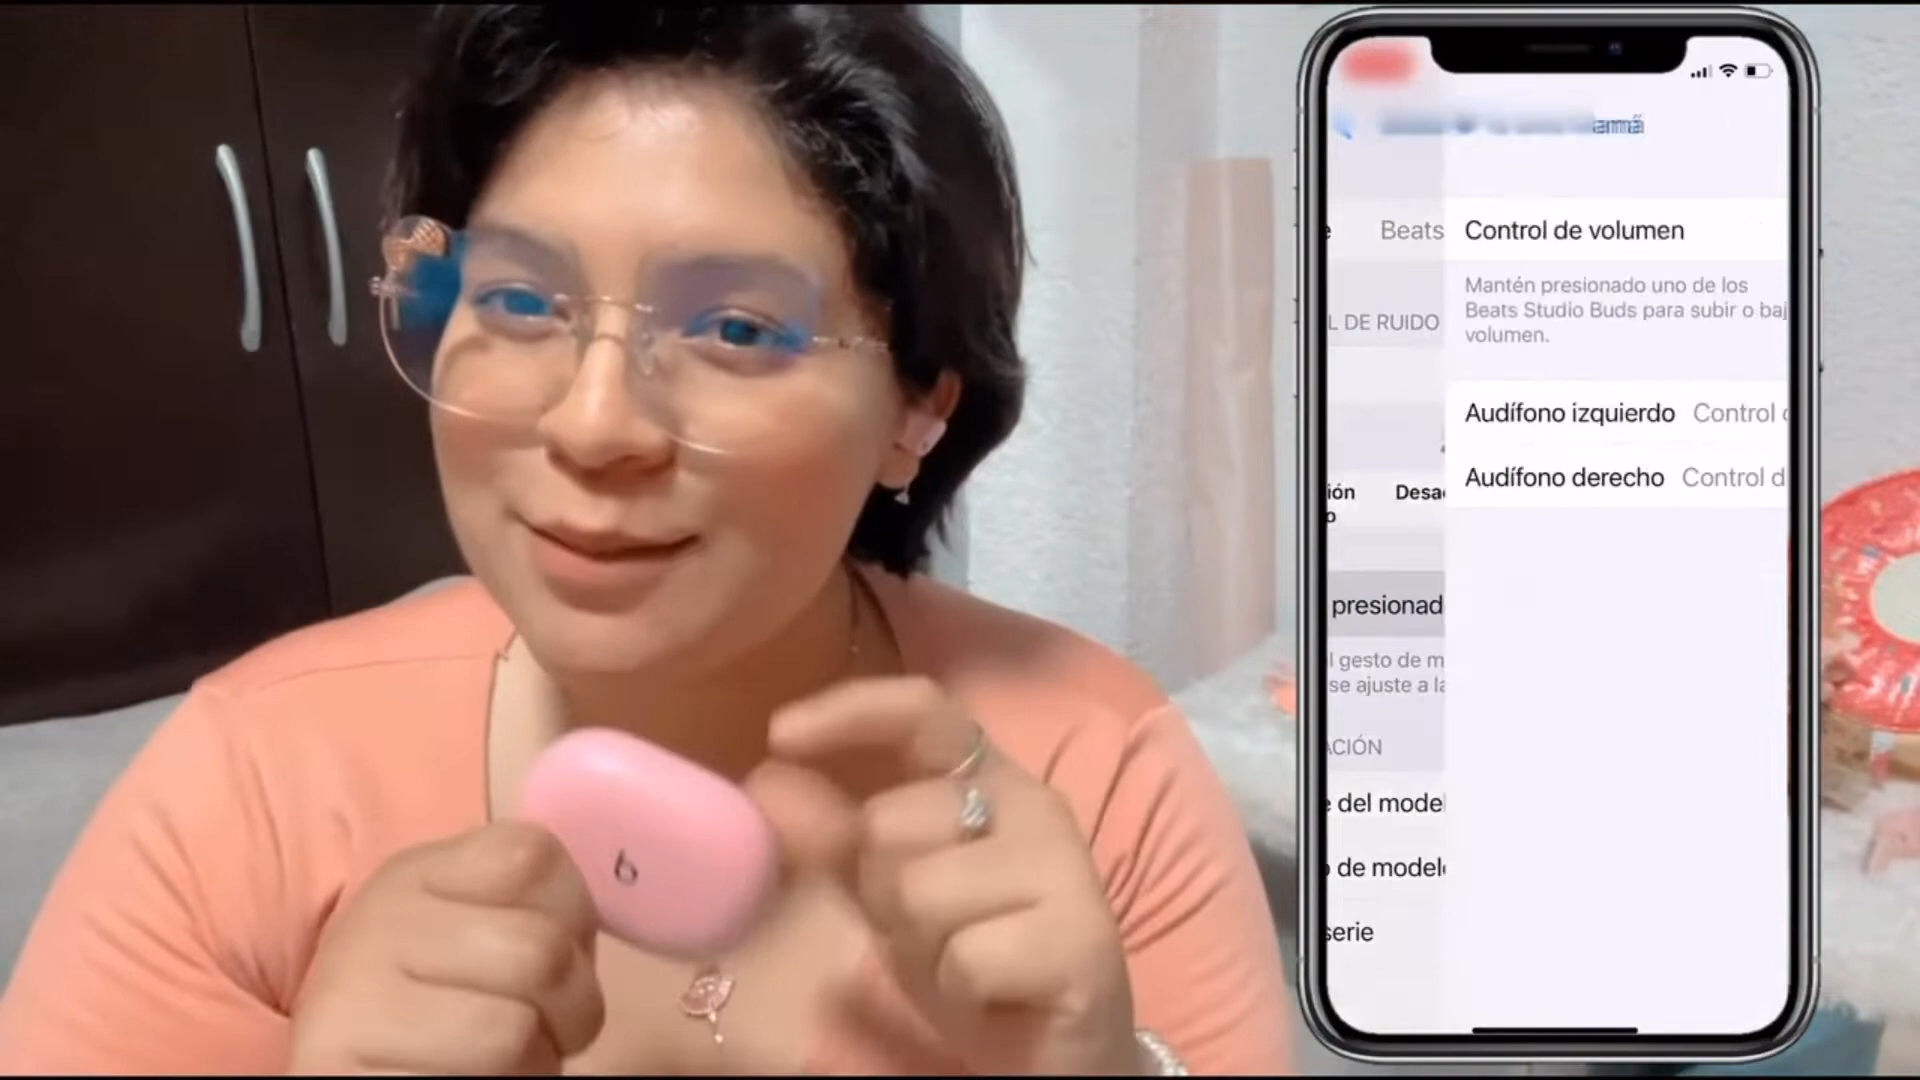 Beats
Control de volumen
Mantén presionado uno de los
Beats Studio Buds para subir o baj
volumen.
L DE RUIDO
Audífono izquierdo Control
Audífono derecho Control d
ión
o
Desa
presionad
l gesto de m
se ajuste a la
ACIÓN
e del model
o de modelo
serie
b